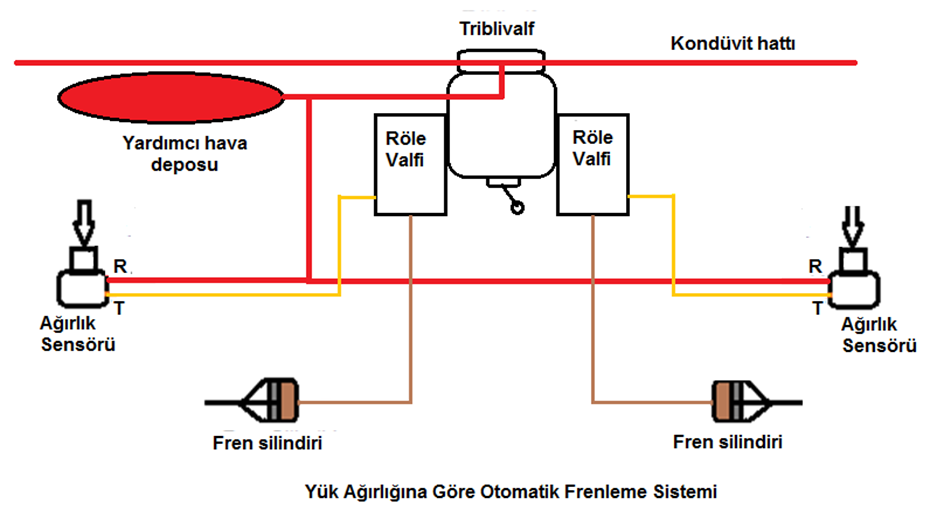 Triblivalf
Kondüvit hattı
Yardımcı hava
deposu
Röle
Valfi
Röle
Valfi
R
T
Ağırlık
Sensörü
R
T
Ağırlık
Sensörü
Fren silindiri
Fren silindiri
Yük Ağırlığına Göre Otomatik Frenleme Sistemi